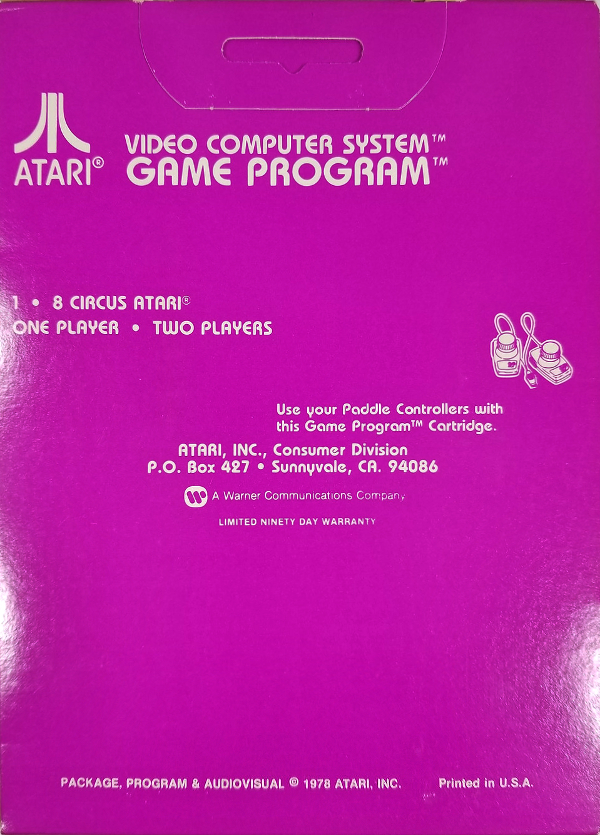 ATARI®
VIDEO COMPUTER SYSTEM™
GAME PROGRAM™
1 • 8 CIRCUS ATARI®
ONE PLAYER • TWO PLAYERS
Use your Paddle Controllers with
this Game Program™ Cartridge.
ATARI, INC., Consumer Division
P.O. Box 427 • Sunnyvale, CA. 94086
A Warner Communications Company
LIMITED NINETY DAY WARRANTY
PACKAGE, PROGRAM & AUDIOVISUAL © 1978 ATARI, INC. Printed in U.S.A.